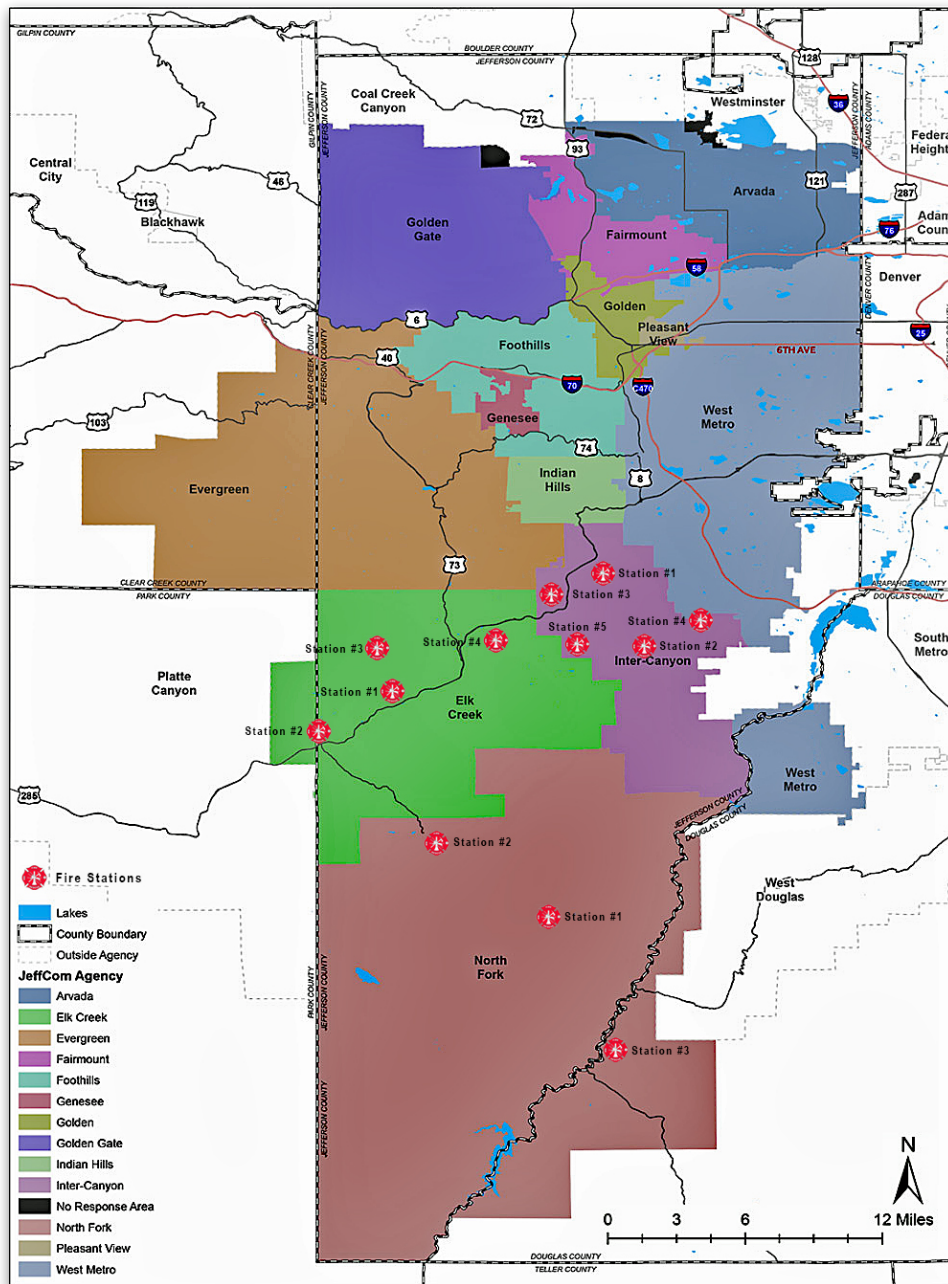 GILPIN COUNTY
BOULDER COUNTY
JEFFERSON COUNTY
128
36
Coal Creek
Canyon
72
Westminster
GILPIN COUNTY
JEFFERSON COUNTY
JEFFERSON COUNTY
ADAMS COUNTY
Federal
Heights
Central
City
46
93
119
Blackhawk
Arvada
121
287
Golden
Gate
Fairmount
76
Adams
County
58
Denver
DENVER COUNTY
6
Golden
Pleasant
View
25
Foothills
40
6TH AVE
CLEAR CREEK COUNTY
JEFFERSON COUNTY
70
C470
103
Genesee
West
Metro
74
Indian
Hills
8
Evergreen
73
CLEAR CREEK COUNTY
PARK COUNTY
Station #1
ARAPAHOE COUNTY
DOUGLAS COUNTY
Station #3
Station #4
Station #5
Station #4
Station #3
Station #2
Inter-Canyon
South
Metro
Platte
Canyon
Station #1
Elk
Creek
Station #2
West
Metro
285
JEFFERSON COUNTY
DOUGLAS COUNTY
Station #2
West
Douglas
Station #1
North
Fork
PARK COUNTY
JEFFERSON COUNTY
Station #3
JEFFERSON COUNTY
Fire Stations
Lakes
County Boundary
Outside Agency
JeffCom Agency
Arvada
Elk Creek
Evergreen
Fairmount
Foothills
Genesee
Golden
Golden Gate
Indian Hills
Inter-Canyon
No Response Area
North Fork
Pleasant View
West Metro
N
0 3 6 12 Miles
DOUGLAS COUNTY
TELLER COUNTY